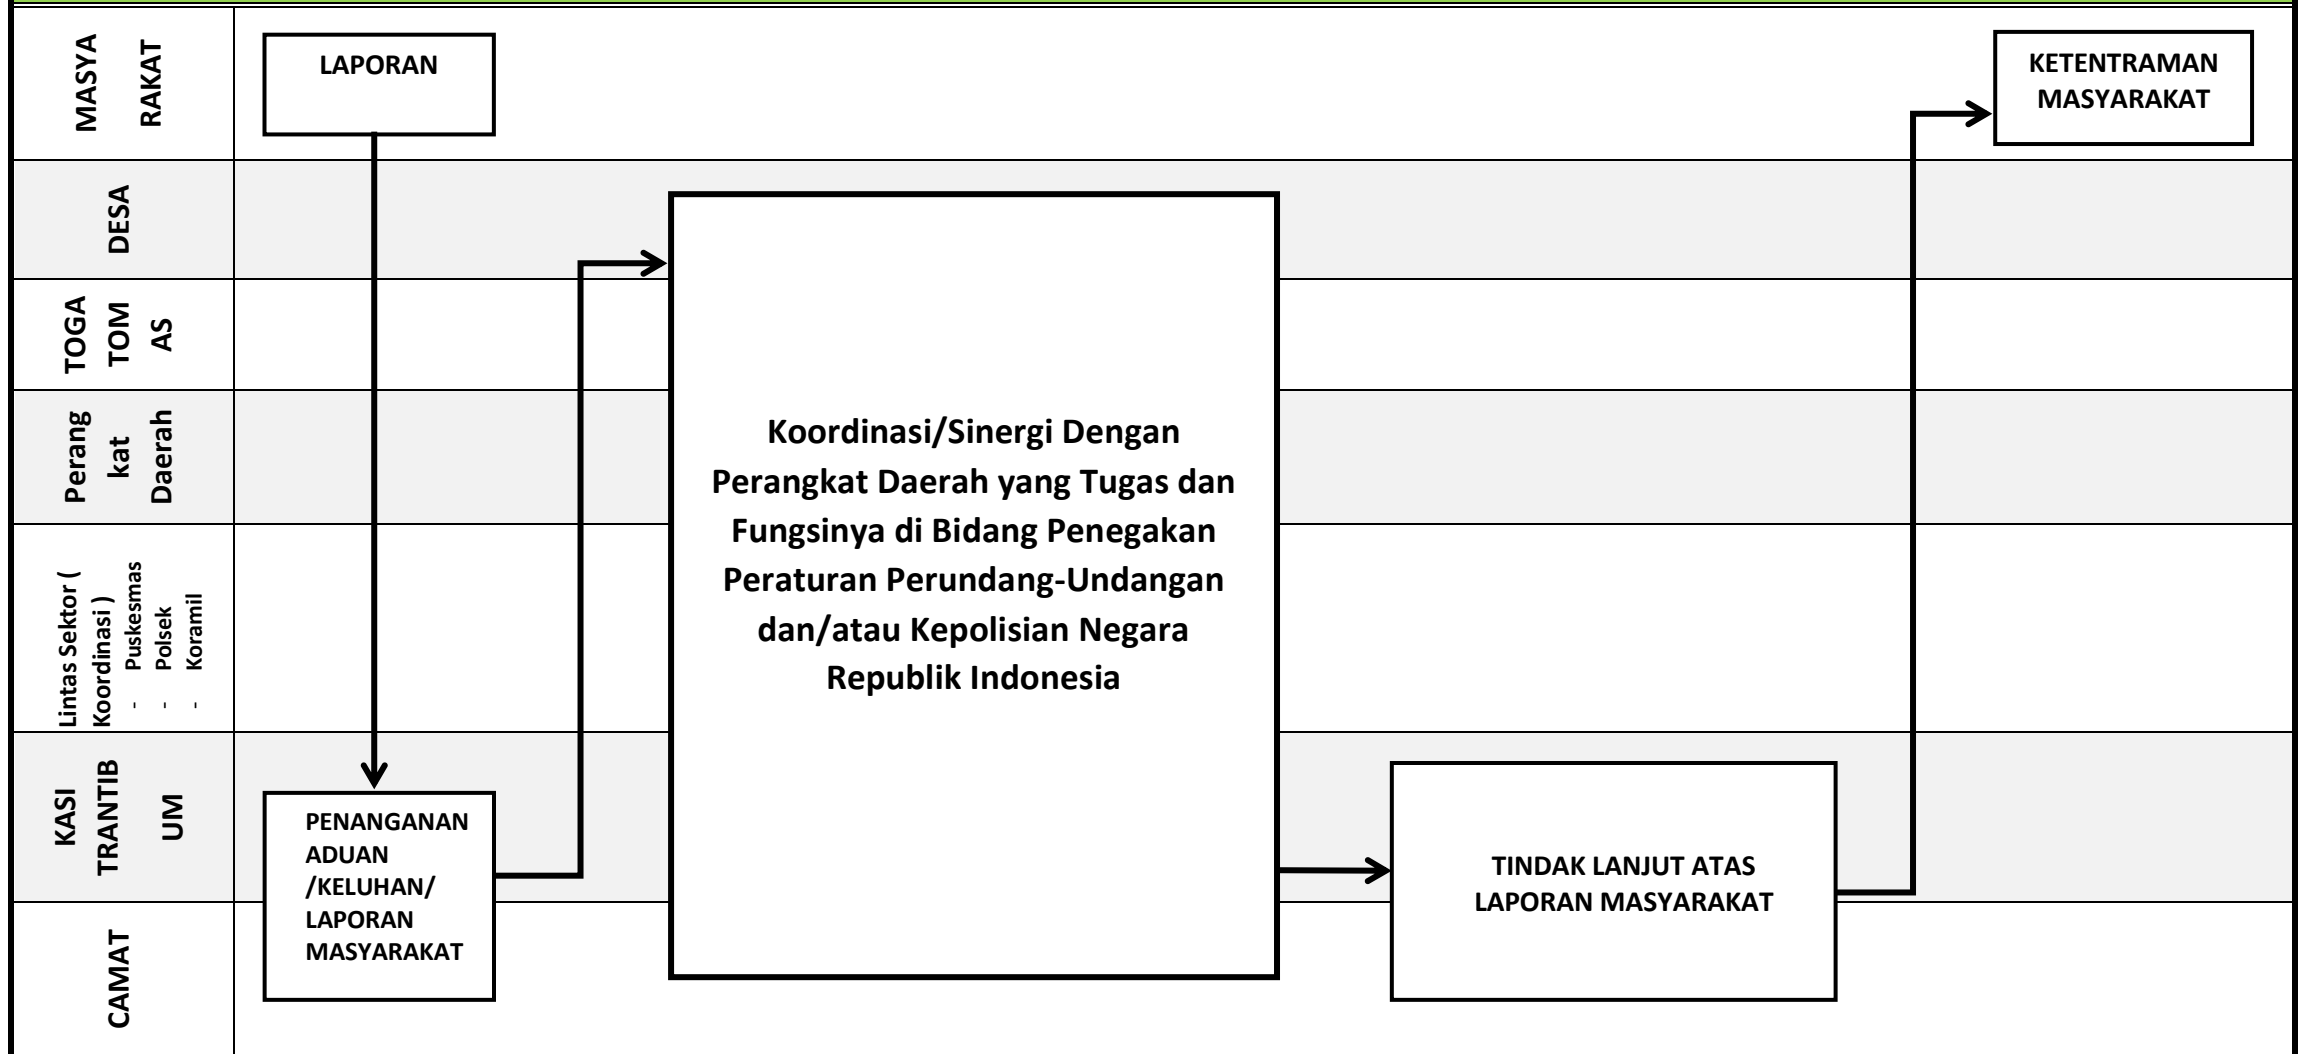 MASYA
RAKAT
LAPORAN
KETENTRAMAN
MASYARAKAT
DESA
TOGA
TOM
AS
Perang
kat
Daerah
Lintas Sektor (
Koordinasi )
- Puskesmas
- Polsek
- Koramil
Koordinasi/Sinergi Dengan
Perangkat Daerah yang Tugas dan
Fungsinya di Bidang Penegakan
Peraturan Perundang-Undangan
dan/atau Kepolisian Negara
Republik Indonesia
KASI
TRANTIB
UM
PENANGANAN
ADUAN
/KELUHAN/
LAPORAN
MASYARAKAT
TINDAK LANJUT ATAS
LAPORAN MASYARAKAT
CAMAT